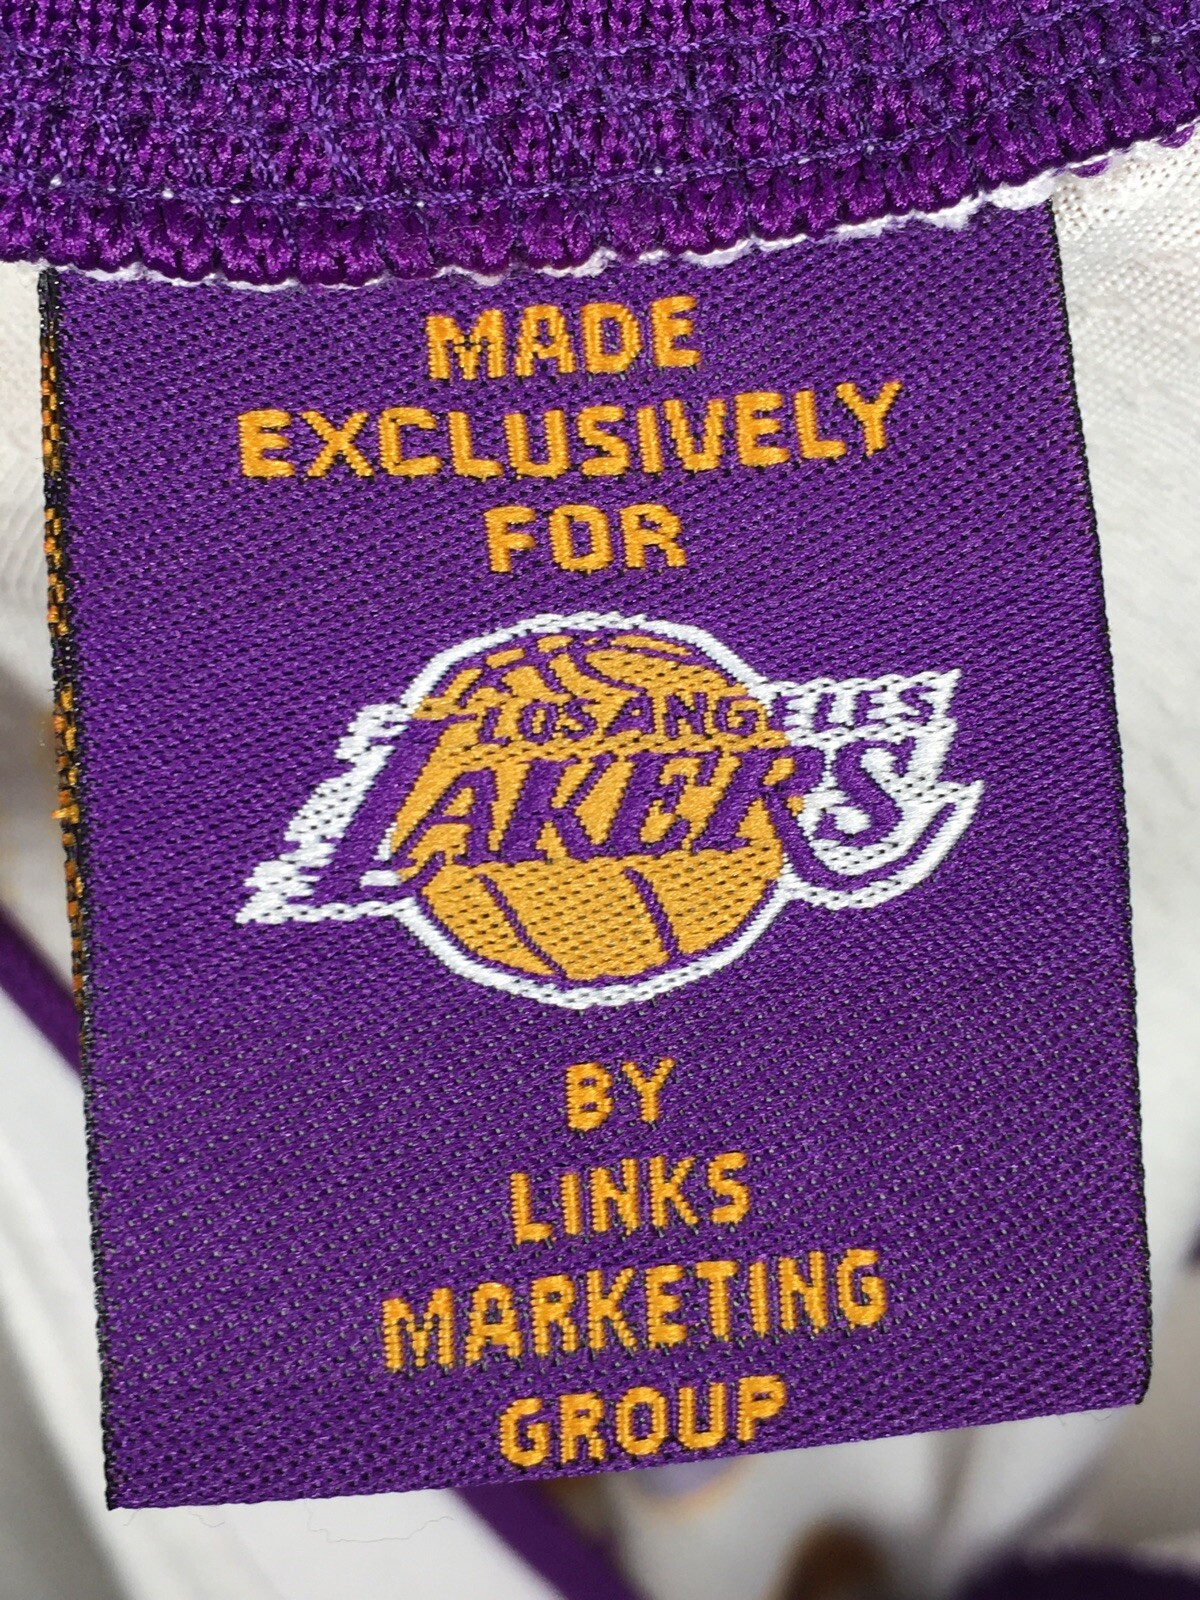 MADE
EXCLUSIVELY
FOR
LOS ANGELES
LAKERS
BY
LINKS
MARKETING
GROUP